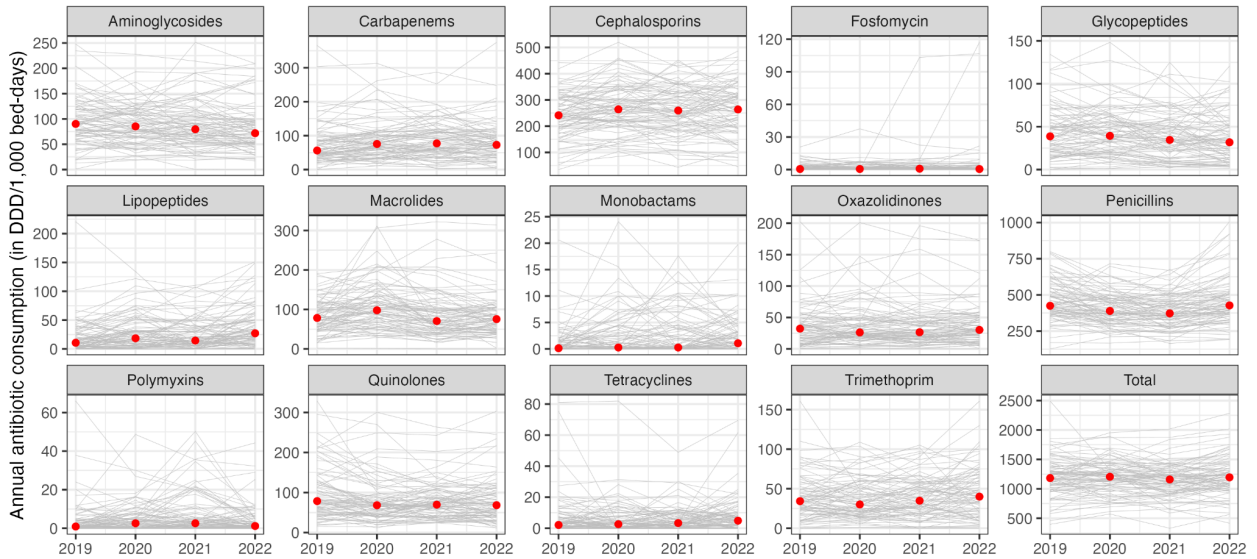 Annual antibiotic consumption (in DDD/1,000 bed-days)
Aminoglycosides Carbapenems Cephalosporins Fosfomycin Glycopeptides
250 200 150 100 50 0
300 200 100 0
500 400 300 200 100
120 90 60 30 0
150 100 50 0
Lipopeptides Macrolides Monobactams Oxazolidinones Penicillins
200 150 100 50 0
300 200 100 0
25 20 15 10 5 0
200 150 100 50 0
1000 750 500 250
Polymyxins Quinolones Tetracyclines Trimethoprim Total
60 40 20 0
300 200 100 0
80 60 40 20 0
150 100 50 0
2500 2000 1500 1000 500
2019 2020 2021 2022 2019 2020 2021 2022 2019 2020 2021 2022 2019 2020 2021 2022 2019 2020 2021 2022